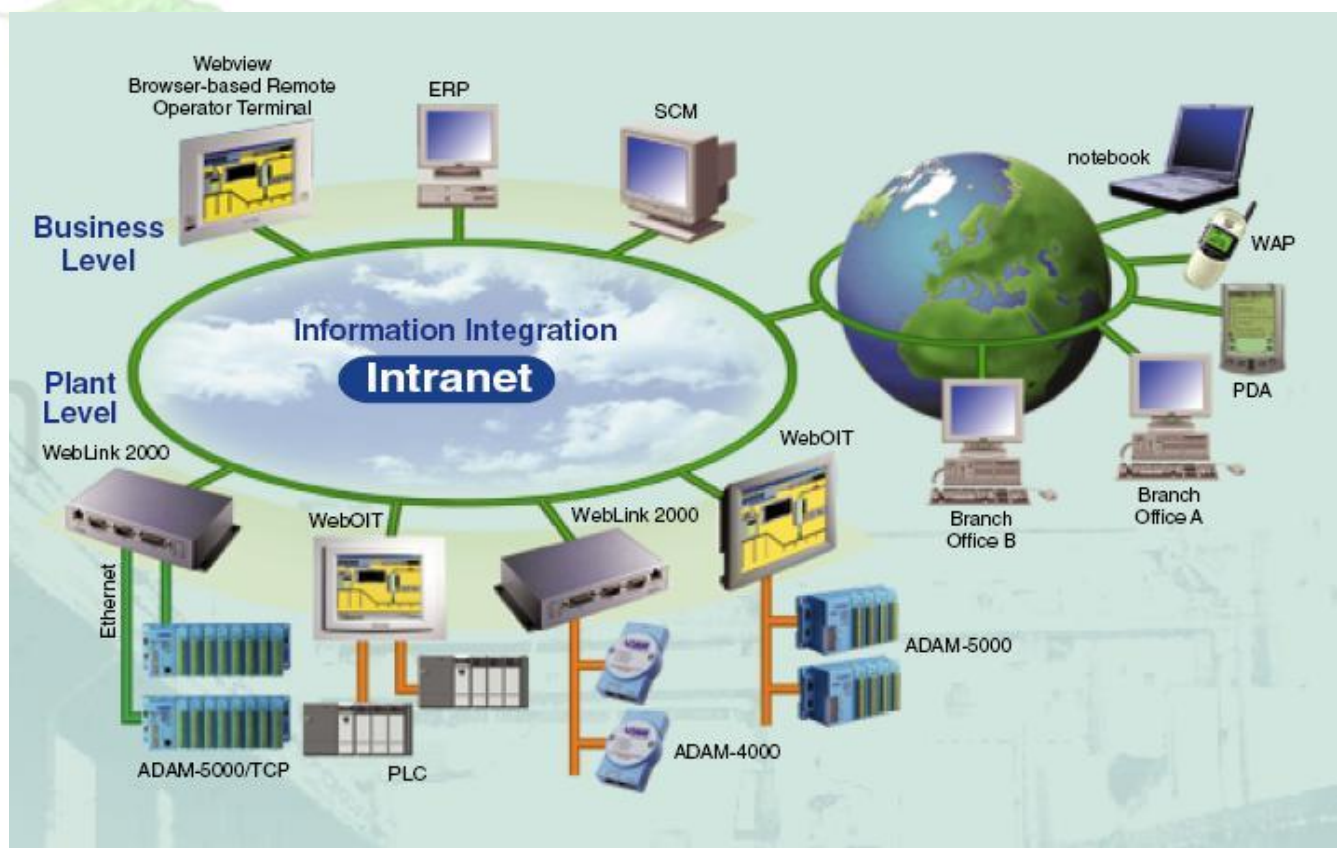 Webview
Browser-based Remote
Operator Terminal
ERP
SCM
notebook
WAP
PDA
Business
Level
Information Integration
Intranet
Plant
Level
WebLink 2000
WebOIT
WebLink 2000
WebOIT
Branch
Office A
Branch
Office B
Ethernet
ADAM-5000
ADAM-4000
ADAM-5000/TCP
PLC